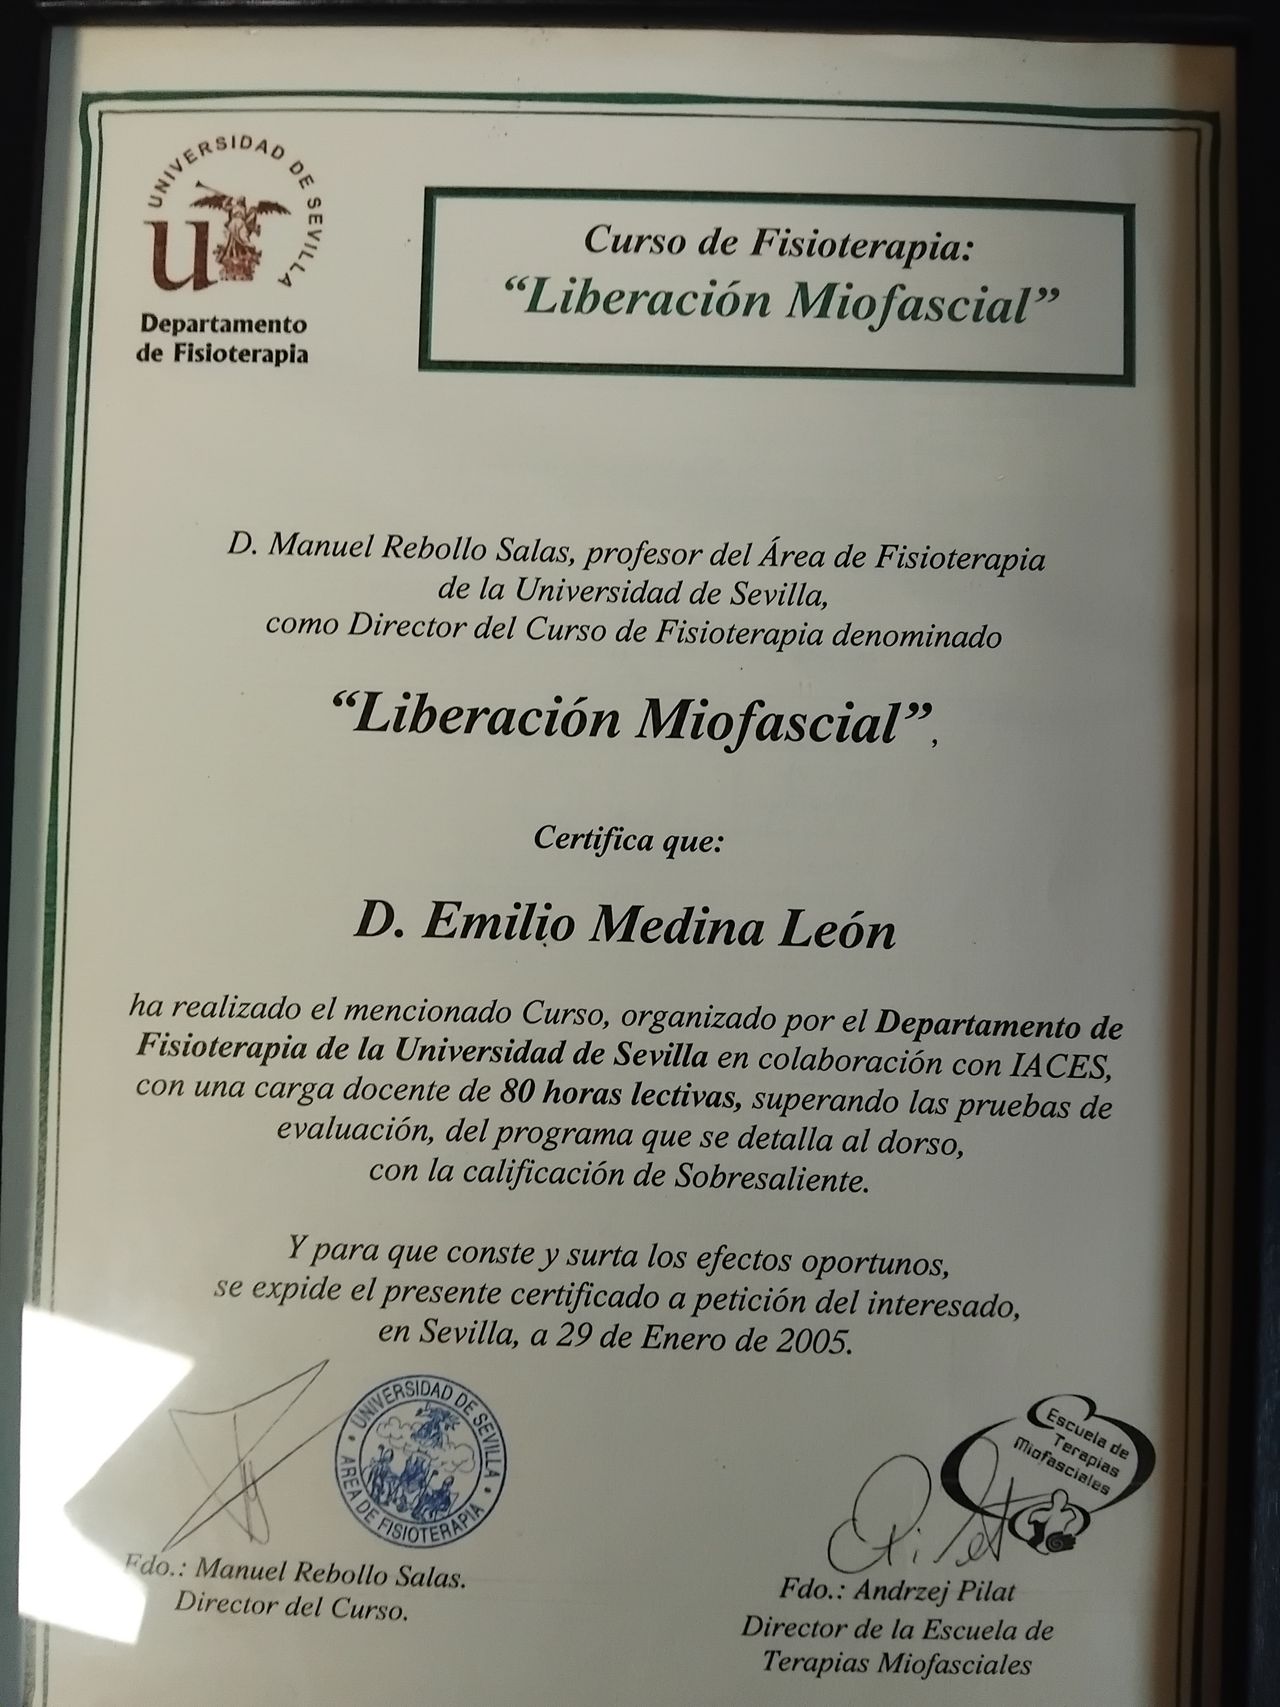 UNIVERSIDAD DE SEVILLA
us
Departamento
de Fisioterapia
Curso de Fisioterapia:
“Liberación Miofascial”
D. Manuel Rebollo Salas, profesor del Área de Fisioterapia
de la Universidad de Sevilla,
como Director del Curso de Fisioterapia denominado
“Liberación Miofascial”,
Certifica que:
D. Emilio Medina León
ha realizado el mencionado Curso, organizado por el Departamento de
Fisioterapia de la Universidad de Sevilla en colaboración con IACES,
con una carga docente de 80 horas lectivas, superando las pruebas de
evaluación, del programa que se detalla al dorso,
con la calificación de Sobresaliente.
Y para que conste y surta los efectos oportunos,
se expide el presente certificado a petición del interesado,
en Sevilla, a 29 de Enero de 2005.
UNIVERSIDAD DE SEVILLA
AREA DE FISIOTERAPIA
Escuela de
Terapias
Miofasciales
Pilat
Fdo.: Manuel Rebollo Salas.
Director del Curso.
Fdo.: Andrzej Pilat
Director de la Escuela de
Terapias Miofasciales